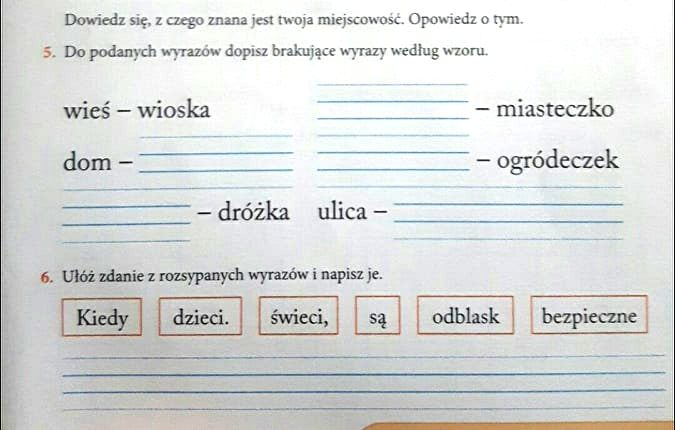 Dowiedz się, z czego znana jest twoja miejscowość. Opowiedz o tym.
5. Do podanych wyrazów dopisz brakujące wyrazy według wzoru.
wieś – wioska – miasteczko
dom – – ogródeczek
– dróżka ulica –
6. Ułóż zdanie z rozsypanych wyrazów i napisz je.
Kiedy dzieci. świeci, są odblask bezpieczne